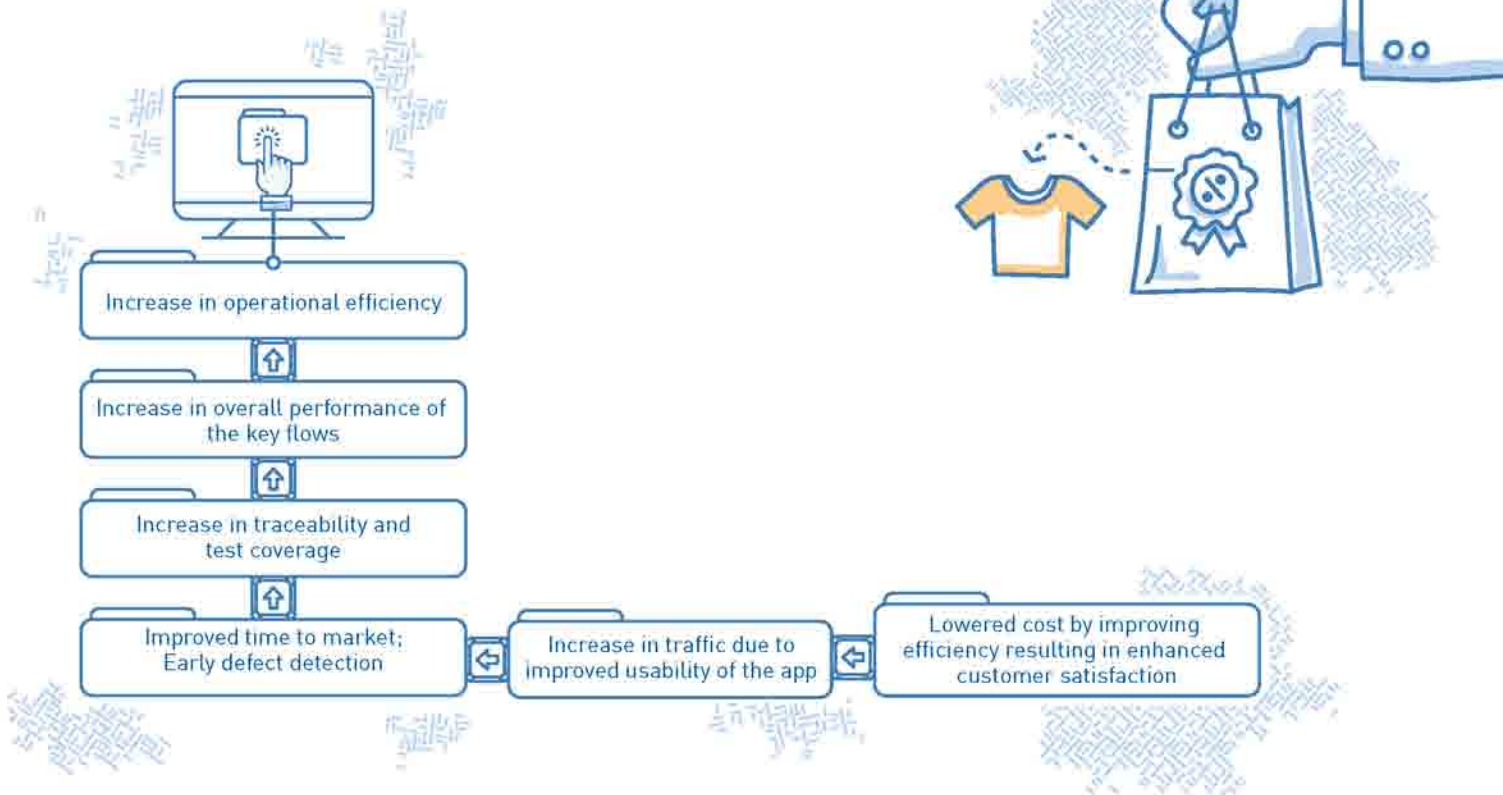 Increase in operational efficiency
Increase in overall performance of
the key flows
Increase in traceability and
test coverage
Improved time to market;
Early defect detection
Increase in traffic due to
improved usability of the app
Lowered cost by improving
efficiency resulting in enhanced
customer satisfaction
%